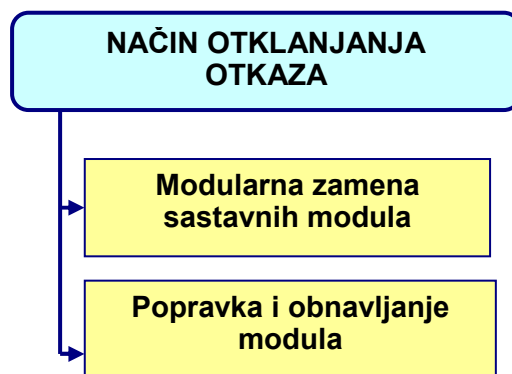 NAČIN OTKLANJANJA
OTKAZA
Modularna zamena
sastavnih modula
Popravka i obnavljanje
modula